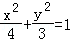 x²/4 + y²/3 = 1